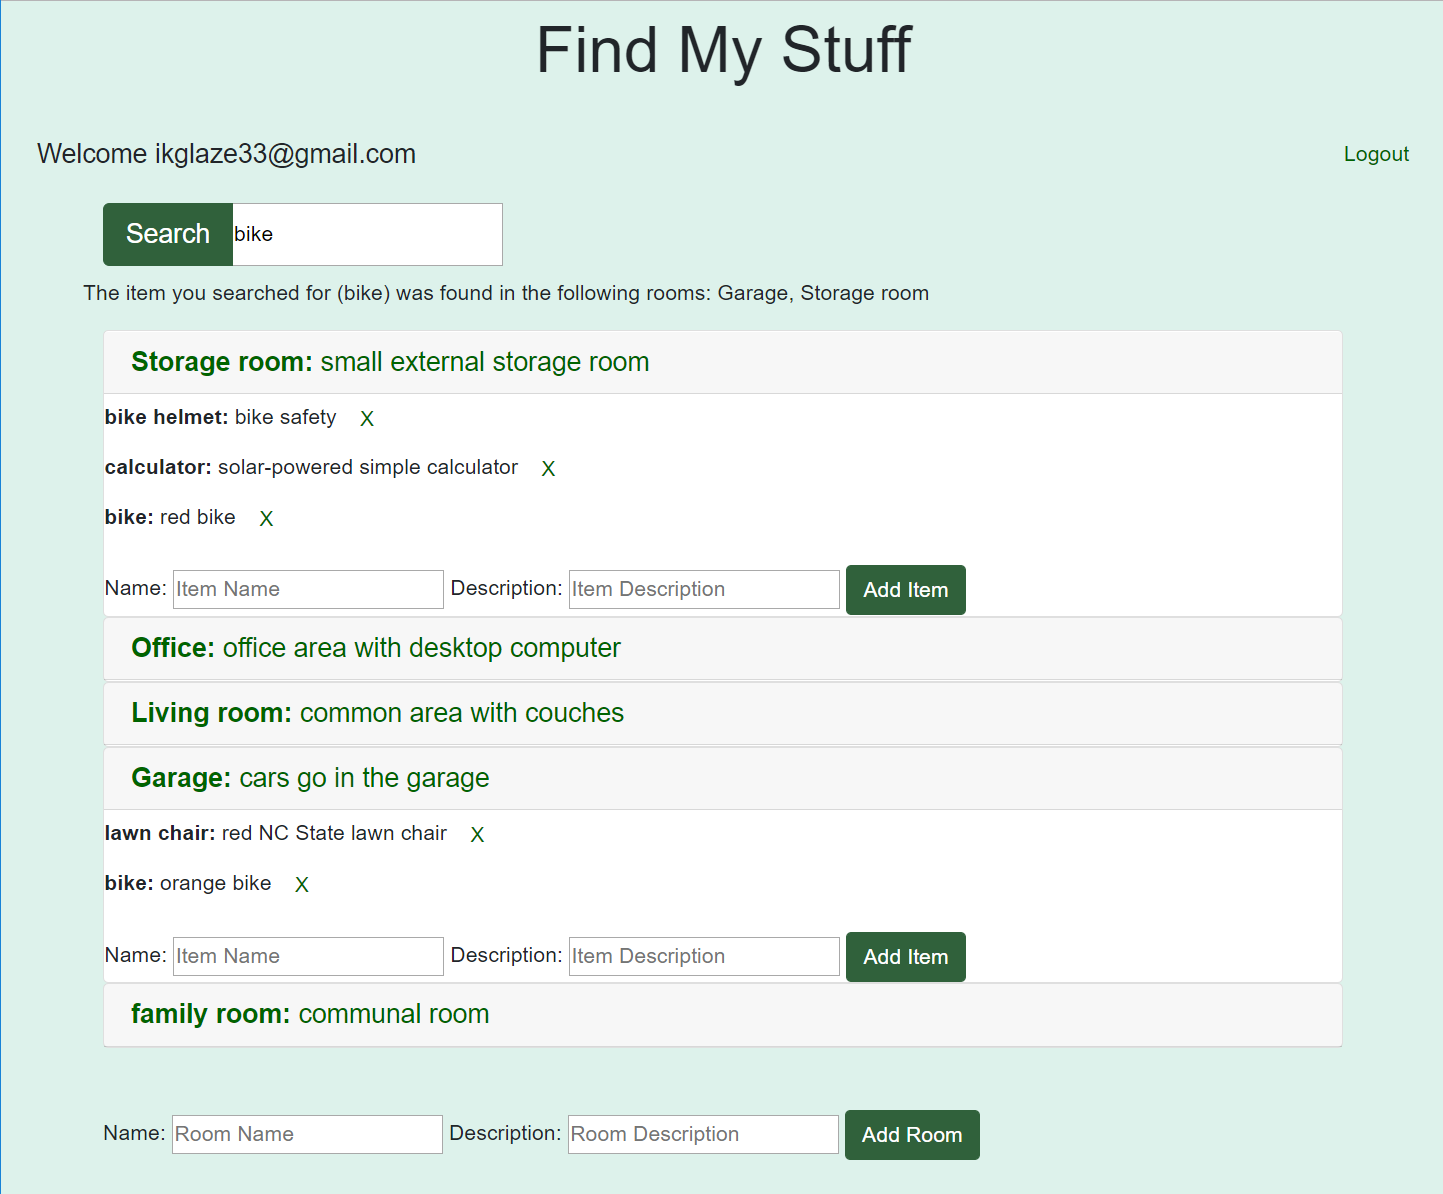 Find My Stuff
Welcome ikglaze33@gmail.com
Logout
Search bike
The item you searched for (bike) was found in the following rooms: Garage, Storage room
Storage room: small external storage room
bike helmet: bike safety X
calculator: solar-powered simple calculator X
bike: red bike X
Name: Item Name Description: Item Description Add Item
Office: office area with desktop computer
Living room: common area with couches
Garage: cars go in the garage
lawn chair: red NC State lawn chair X
bike: orange bike X
Name: Item Name Description: Item Description Add Item
family room: communal room
Name: Room Name Description: Room Description Add Room